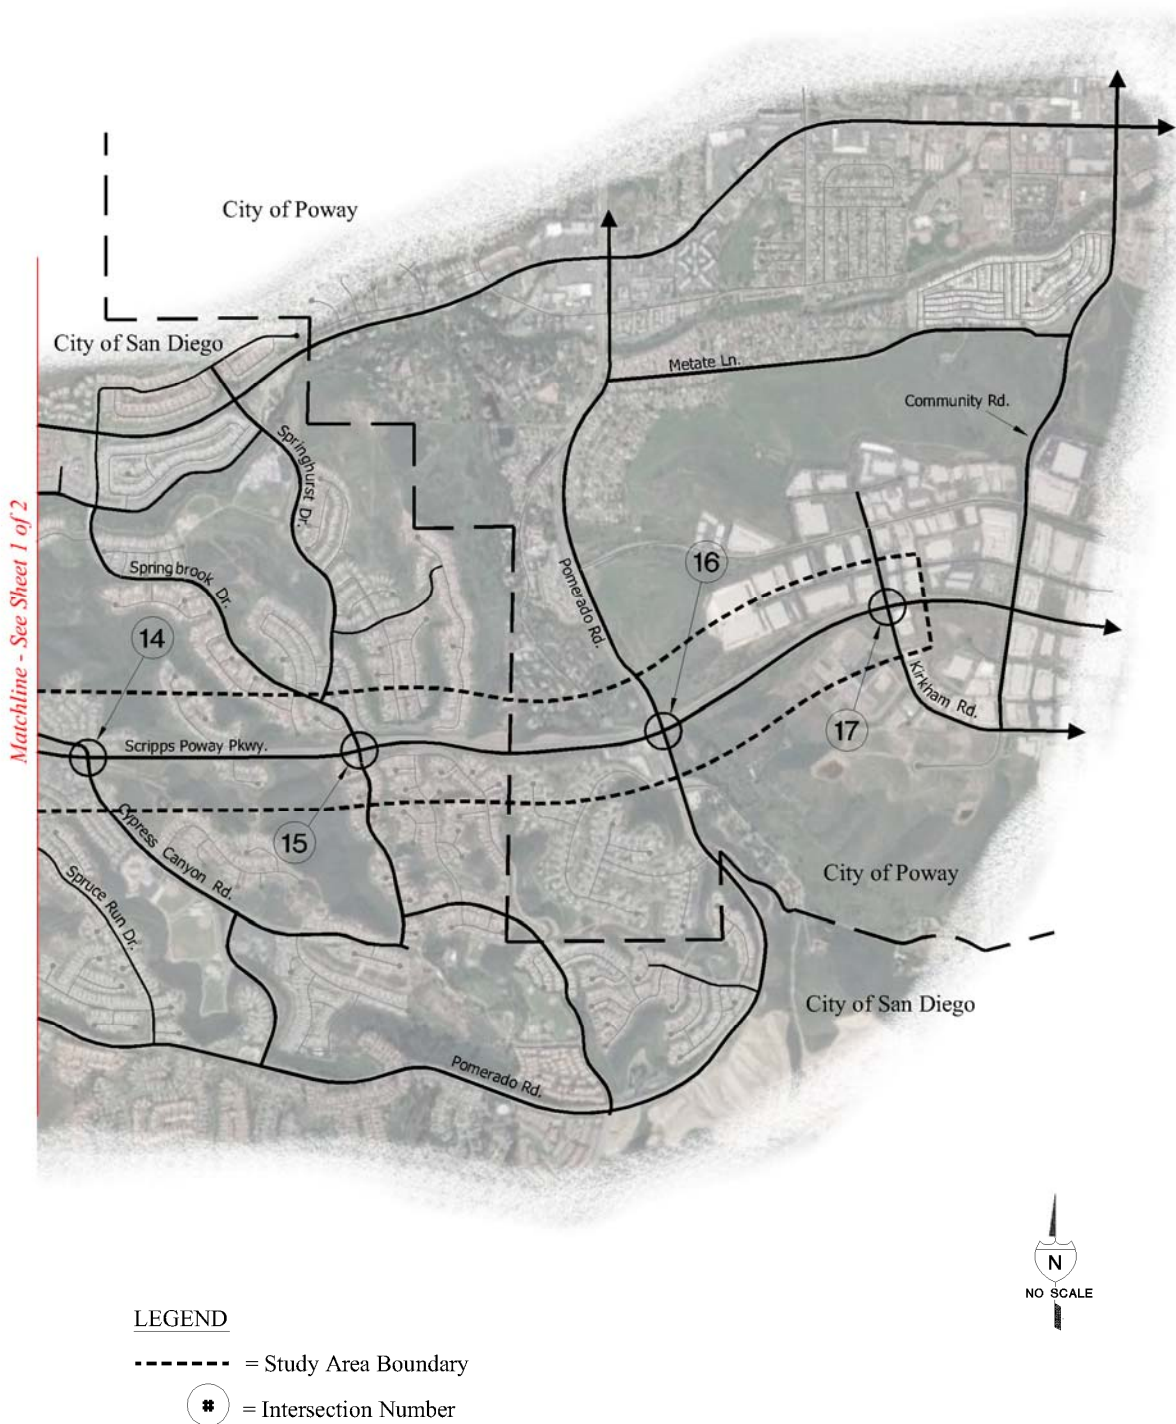 City of Poway
City of San Diego
Metate Ln.
Community Rd.
Springhurst Dr.
Matchline - See Sheet 1 of 2
Springbrook Dr.
Pomerado Rd.
16
14
Kirkham Rd.
17
Scripps Poway Pkwy.
15
Cypress Canyon Rd.
Spruce Run Dr.
City of Poway
City of San Diego
Pomerado Rd.
N
NO SCALE
LEGEND
= Study Area Boundary
# = Intersection Number